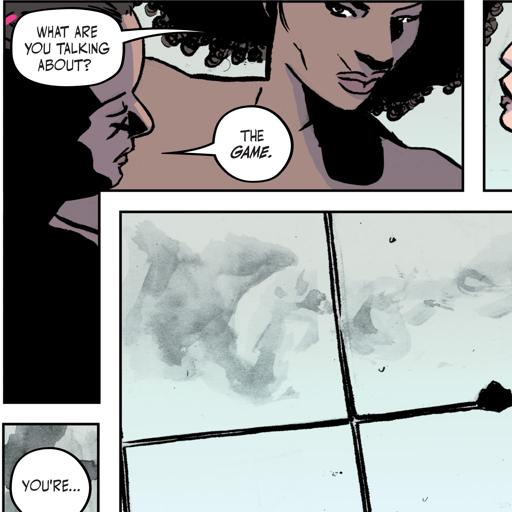 WHAT ARE
YOU TALKING
ABOUT?
THE
GAME.
YOU'RE...